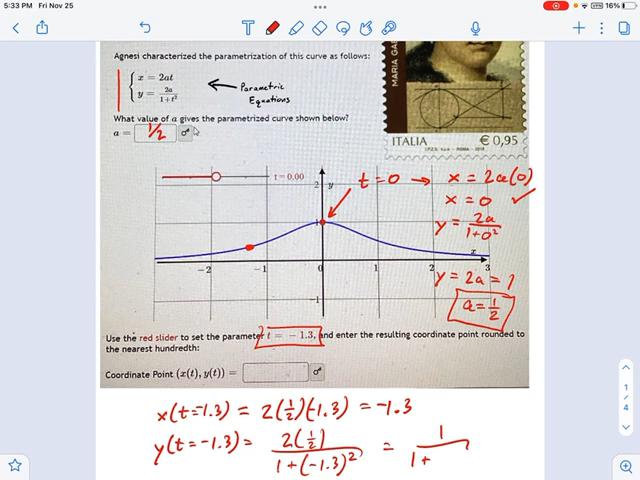 5:33 PM Fri Nov 25
16%
Agnesi characterized the parametrization of this curve as follows:
x = 2at
y = 2a/(1+t²)
← Parametric Equations
What value of a gives the parametrized curve shown below?
a = 1/2
MARIA GA
ITALIA € 0,95
t = 0.00
t=0 → x = 2a(0)
x = 0 ✓
y = 2a/(1+0²)
y = 2a = 1
a = 1/2
2 y
1
-2 -1 0 1 2 3
x
-1
Use the red slider to set the parameter t = − 1.3, and enter the resulting coordinate point rounded to
the nearest hundredth:
Coordinate Point (x(t), y(t)) =
x(t=-1.3) = 2(1/2)(-1.3) = -1.3
y(t = -1.3) = 2(1/2)/(1+(-1.3)²) = 1/(1+
1
/
4